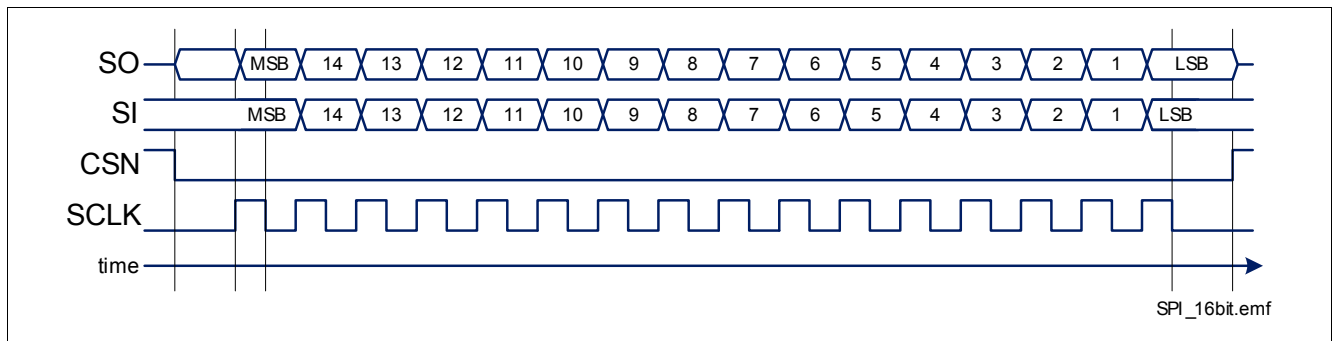 SO MSB 14 13 12 11 10 9 8 7 6 5 4 3 2 1 LSB
SI MSB 14 13 12 11 10 9 8 7 6 5 4 3 2 1 LSB
CSN
SCLK
time
SPI_16bit.emf